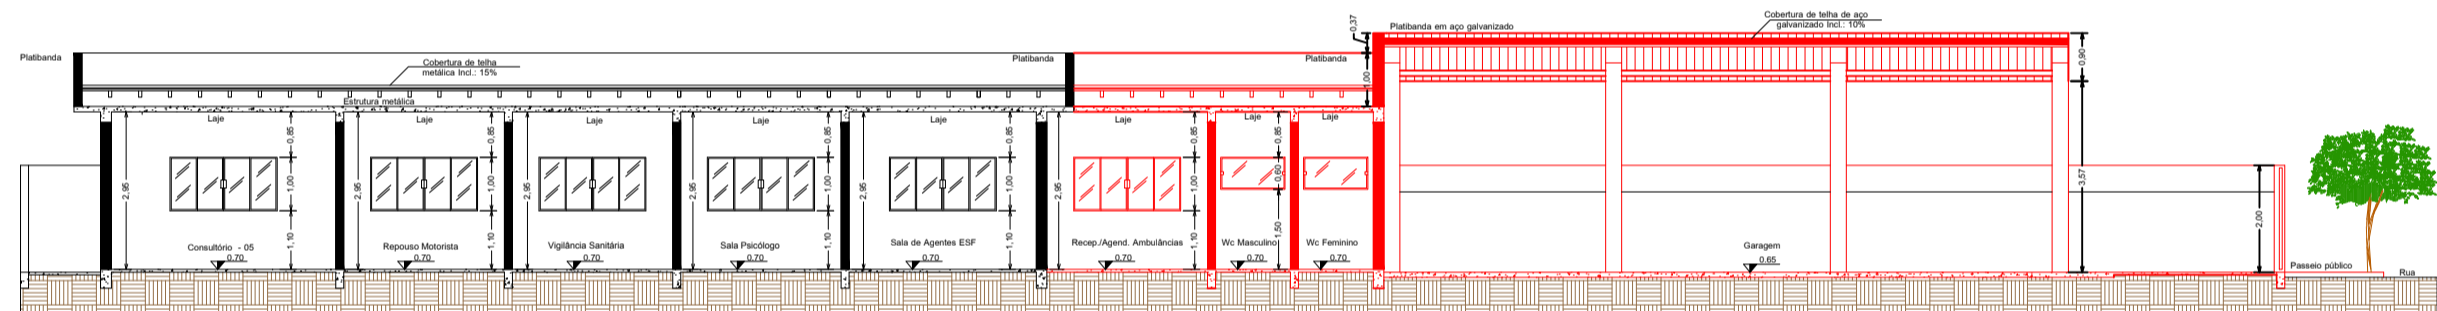 Platibanda
Cobertura de telha
metálica Incl.: 15%
Estrutura metálica
Platibanda
Platibanda
0,37
1,00
Platibanda em aço galvanizado
Cobertura de telha de aço
galvanizado Incl.: 10%
0,90
Laje
2,95
0,85
1,00
1,10
Consultório - 05
0.70
Laje
2,95
0,85
1,00
1,10
Repouso Motorista
0.70
Laje
2,95
Vigilância Sanitária
0.70
Laje
2,95
0,85
1,00
1,10
Sala Psicólogo
0.70
Laje
2,95
0,85
1,00
1,10
Sala de Agentes ESF
0.70
Laje
2,95
0,85
1,00
1,10
Recep./Agend. Ambulâncias
0.70
Laje
0,85
0,60
1,50
Wc Masculino
0.70
Laje
Wc Feminino
0.70
Garagem
0.65
3,57
2,00
Passeio público
Rua